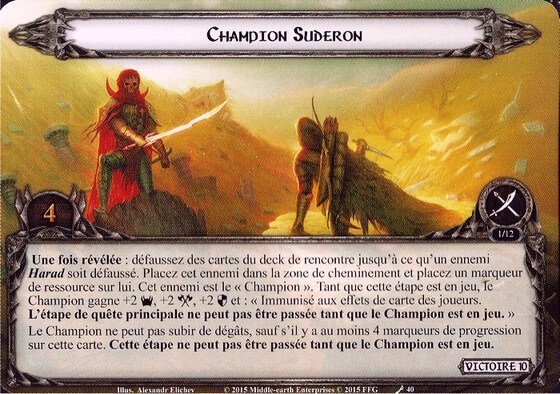 Champion Suderon
4
1/12
Une fois révélée : défaussez des cartes du deck de rencontre jusqu'à ce qu'un ennemi
Harad soit défaussé. Placez cet ennemi dans la zone de cheminement et placez un marqueur
de ressource sur lui. Cet ennemi est le « Champion ». Tant que cette étape est en jeu, le
Champion gagne +2 , +2 , +2 et : « Immunisé aux effets de carte des joueurs.
L'étape de quête principale ne peut pas être passée tant que le Champion est en jeu. »
Le Champion ne peut pas subir de dégâts, sauf s'il y a au moins 4 marqueurs de progression
sur cette carte. Cette étape ne peut pas être passée tant que le Champion est en jeu.
VICTOIRE 10
Illus. Alexandr Elichev © 2015 Middle-earth Enterprises © 2015 FFG 40